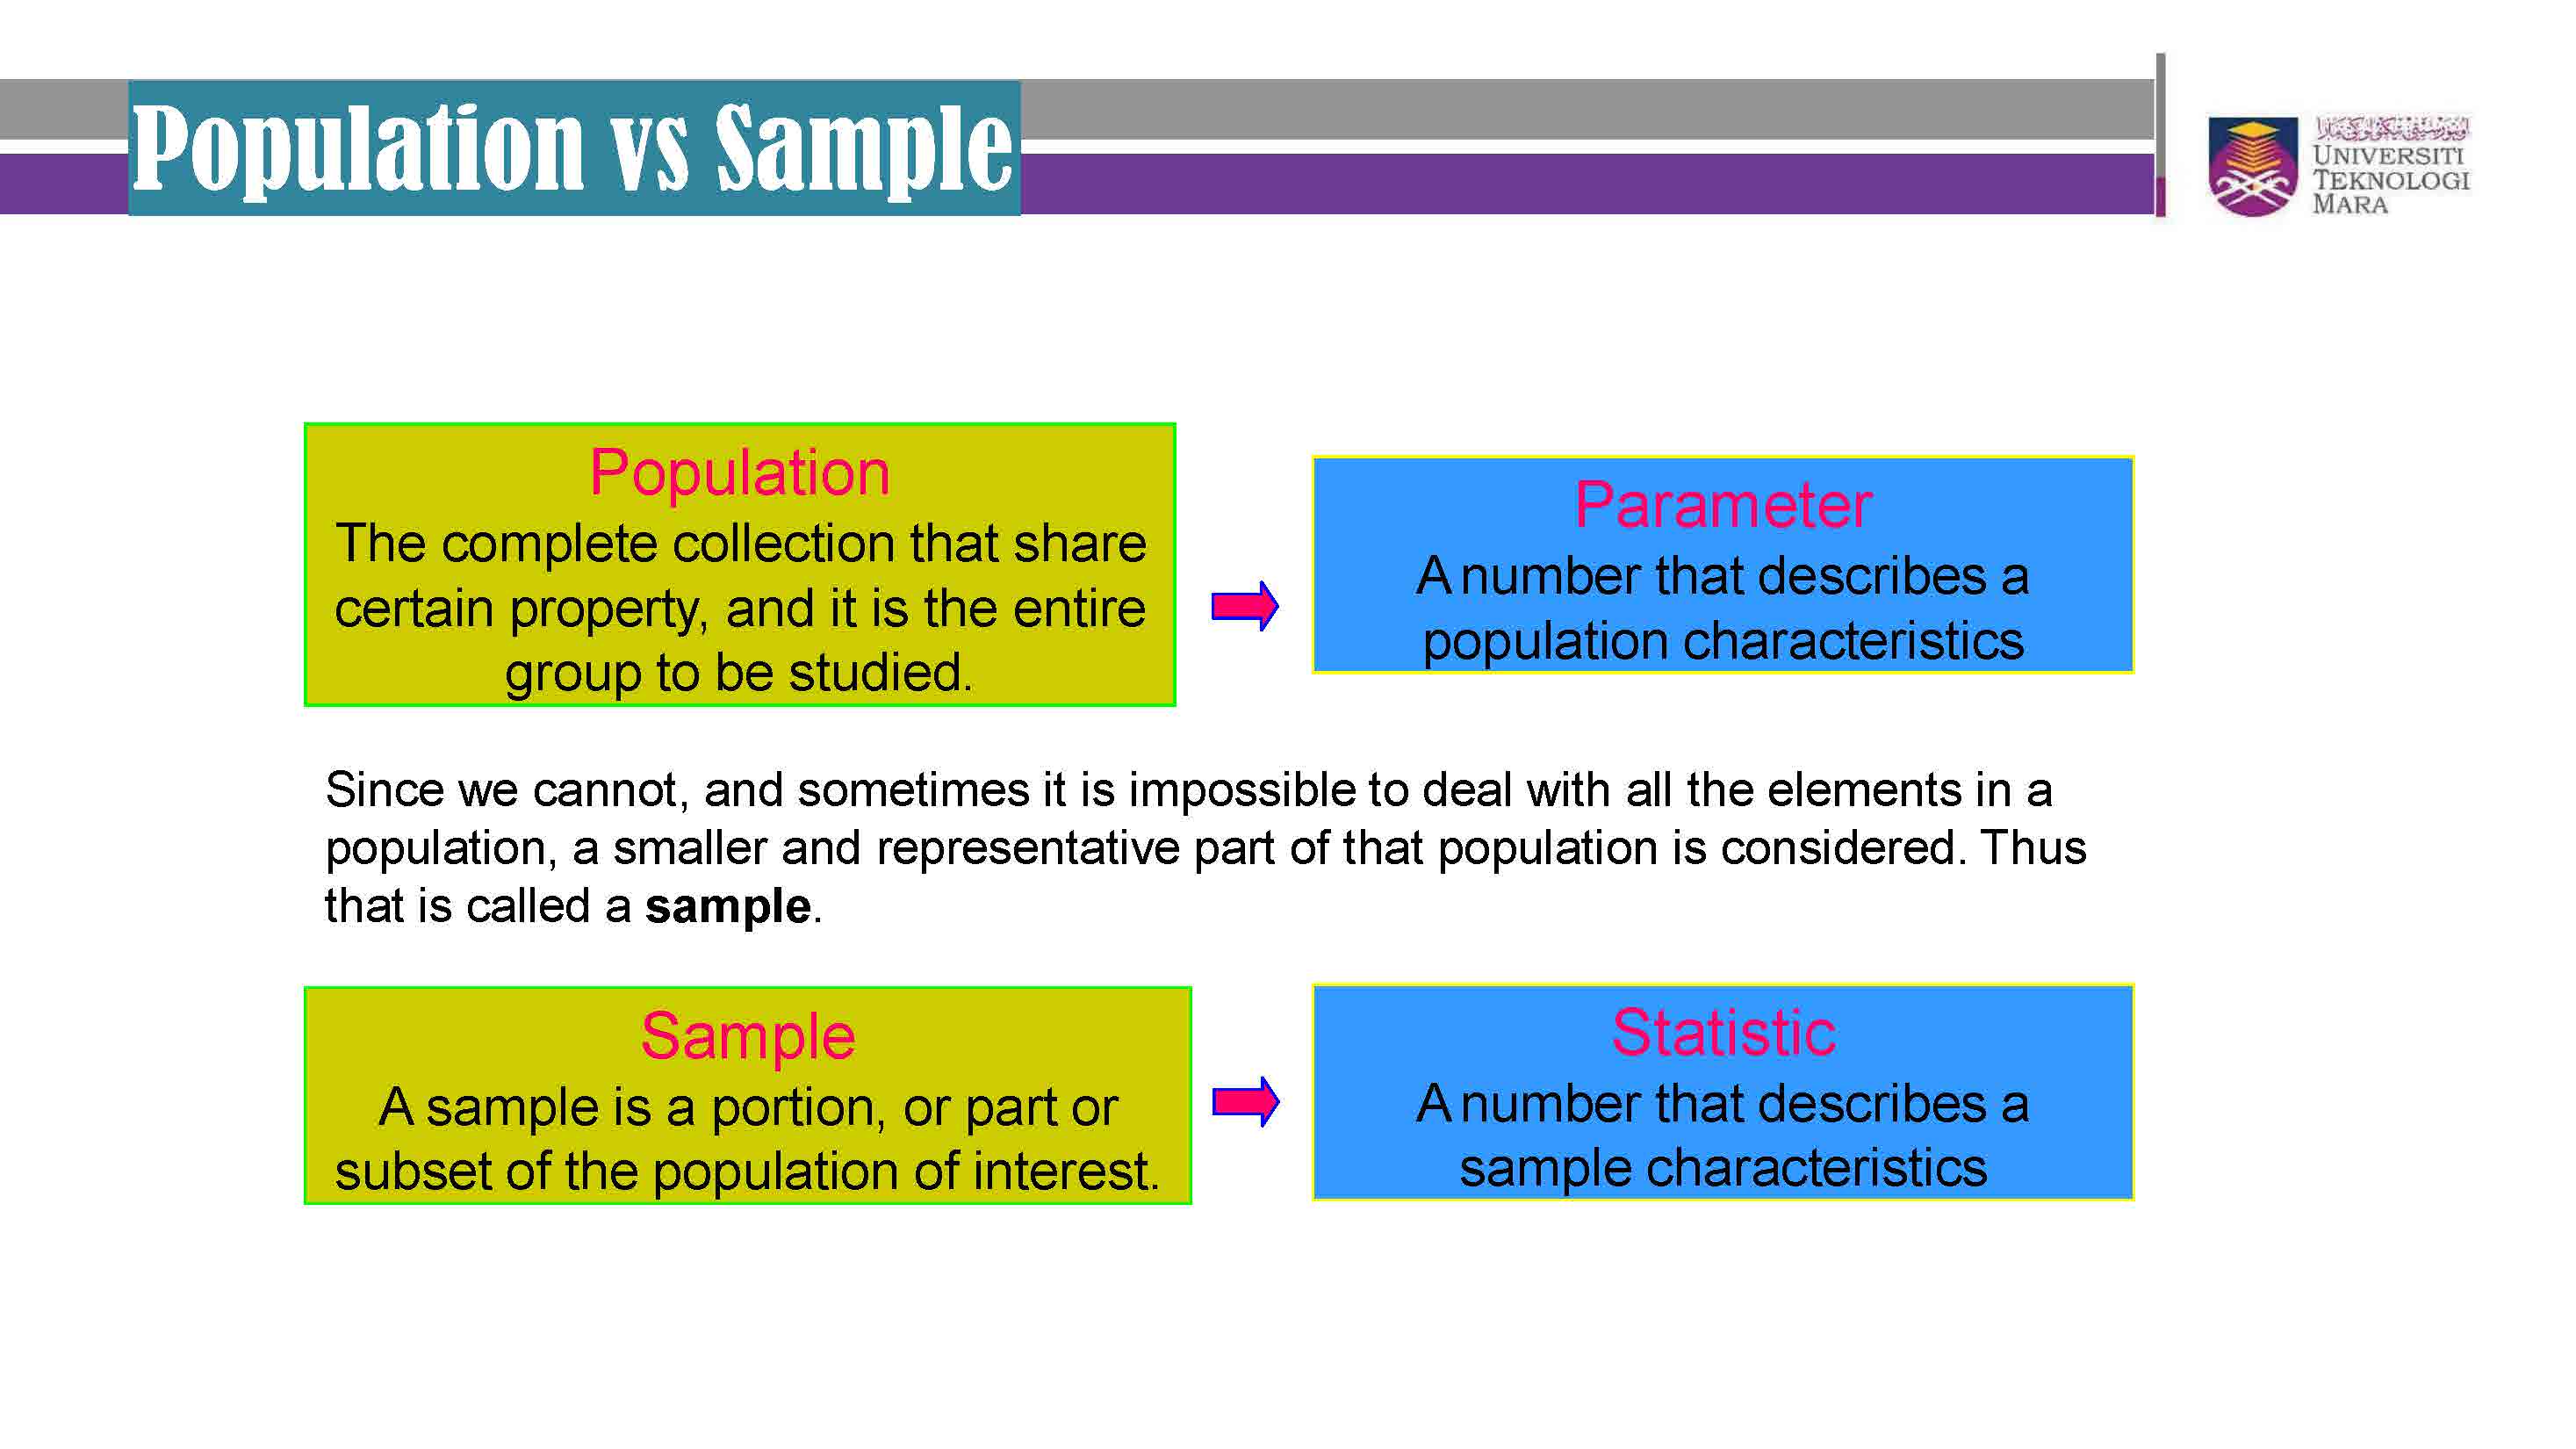 Population vs Sample
UNIVERSITI
TEKNOLOGI
MARA
Population
The complete collection that share
certain property, and it is the entire
group to be studied.
Parameter
A number that describes a
population characteristics
Since we cannot, and sometimes it is impossible to deal with all the elements in a
population, a smaller and representative part of that population is considered. Thus
that is called a sample.
Sample
A sample is a portion, or part or
subset of the population of interest.
Statistic
A number that describes a
sample characteristics